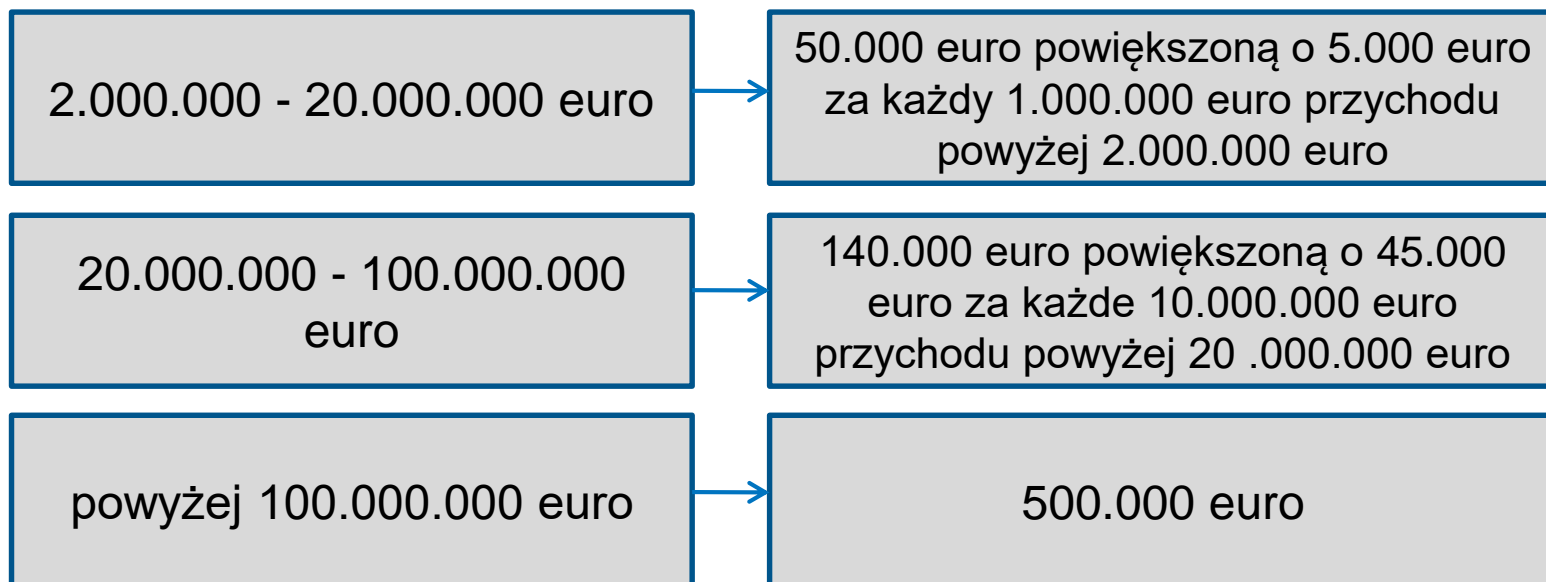 2.000.000 - 20.000.000 euro
50.000 euro powiększoną o 5.000 euro
za każdy 1.000.000 euro przychodu
powyżej 2.000.000 euro
20.000.000 - 100.000.000
euro
140.000 euro powiększoną o 45.000
euro za każde 10.000.000 euro
przychodu powyżej 20 .000.000 euro
powyżej 100.000.000 euro
500.000 euro